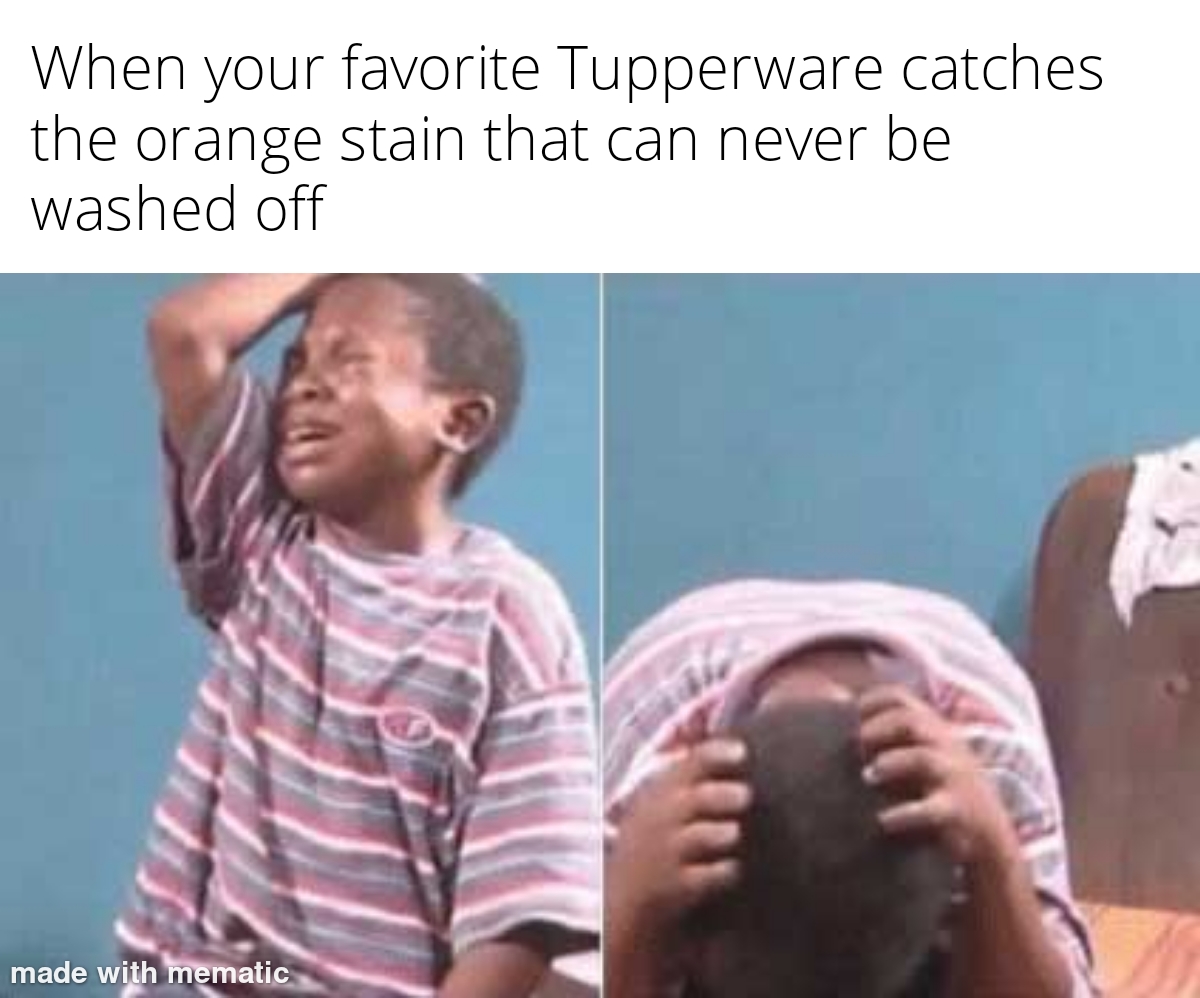 When your favorite Tupperware catches
the orange stain that can never be
washed off
made with mematic